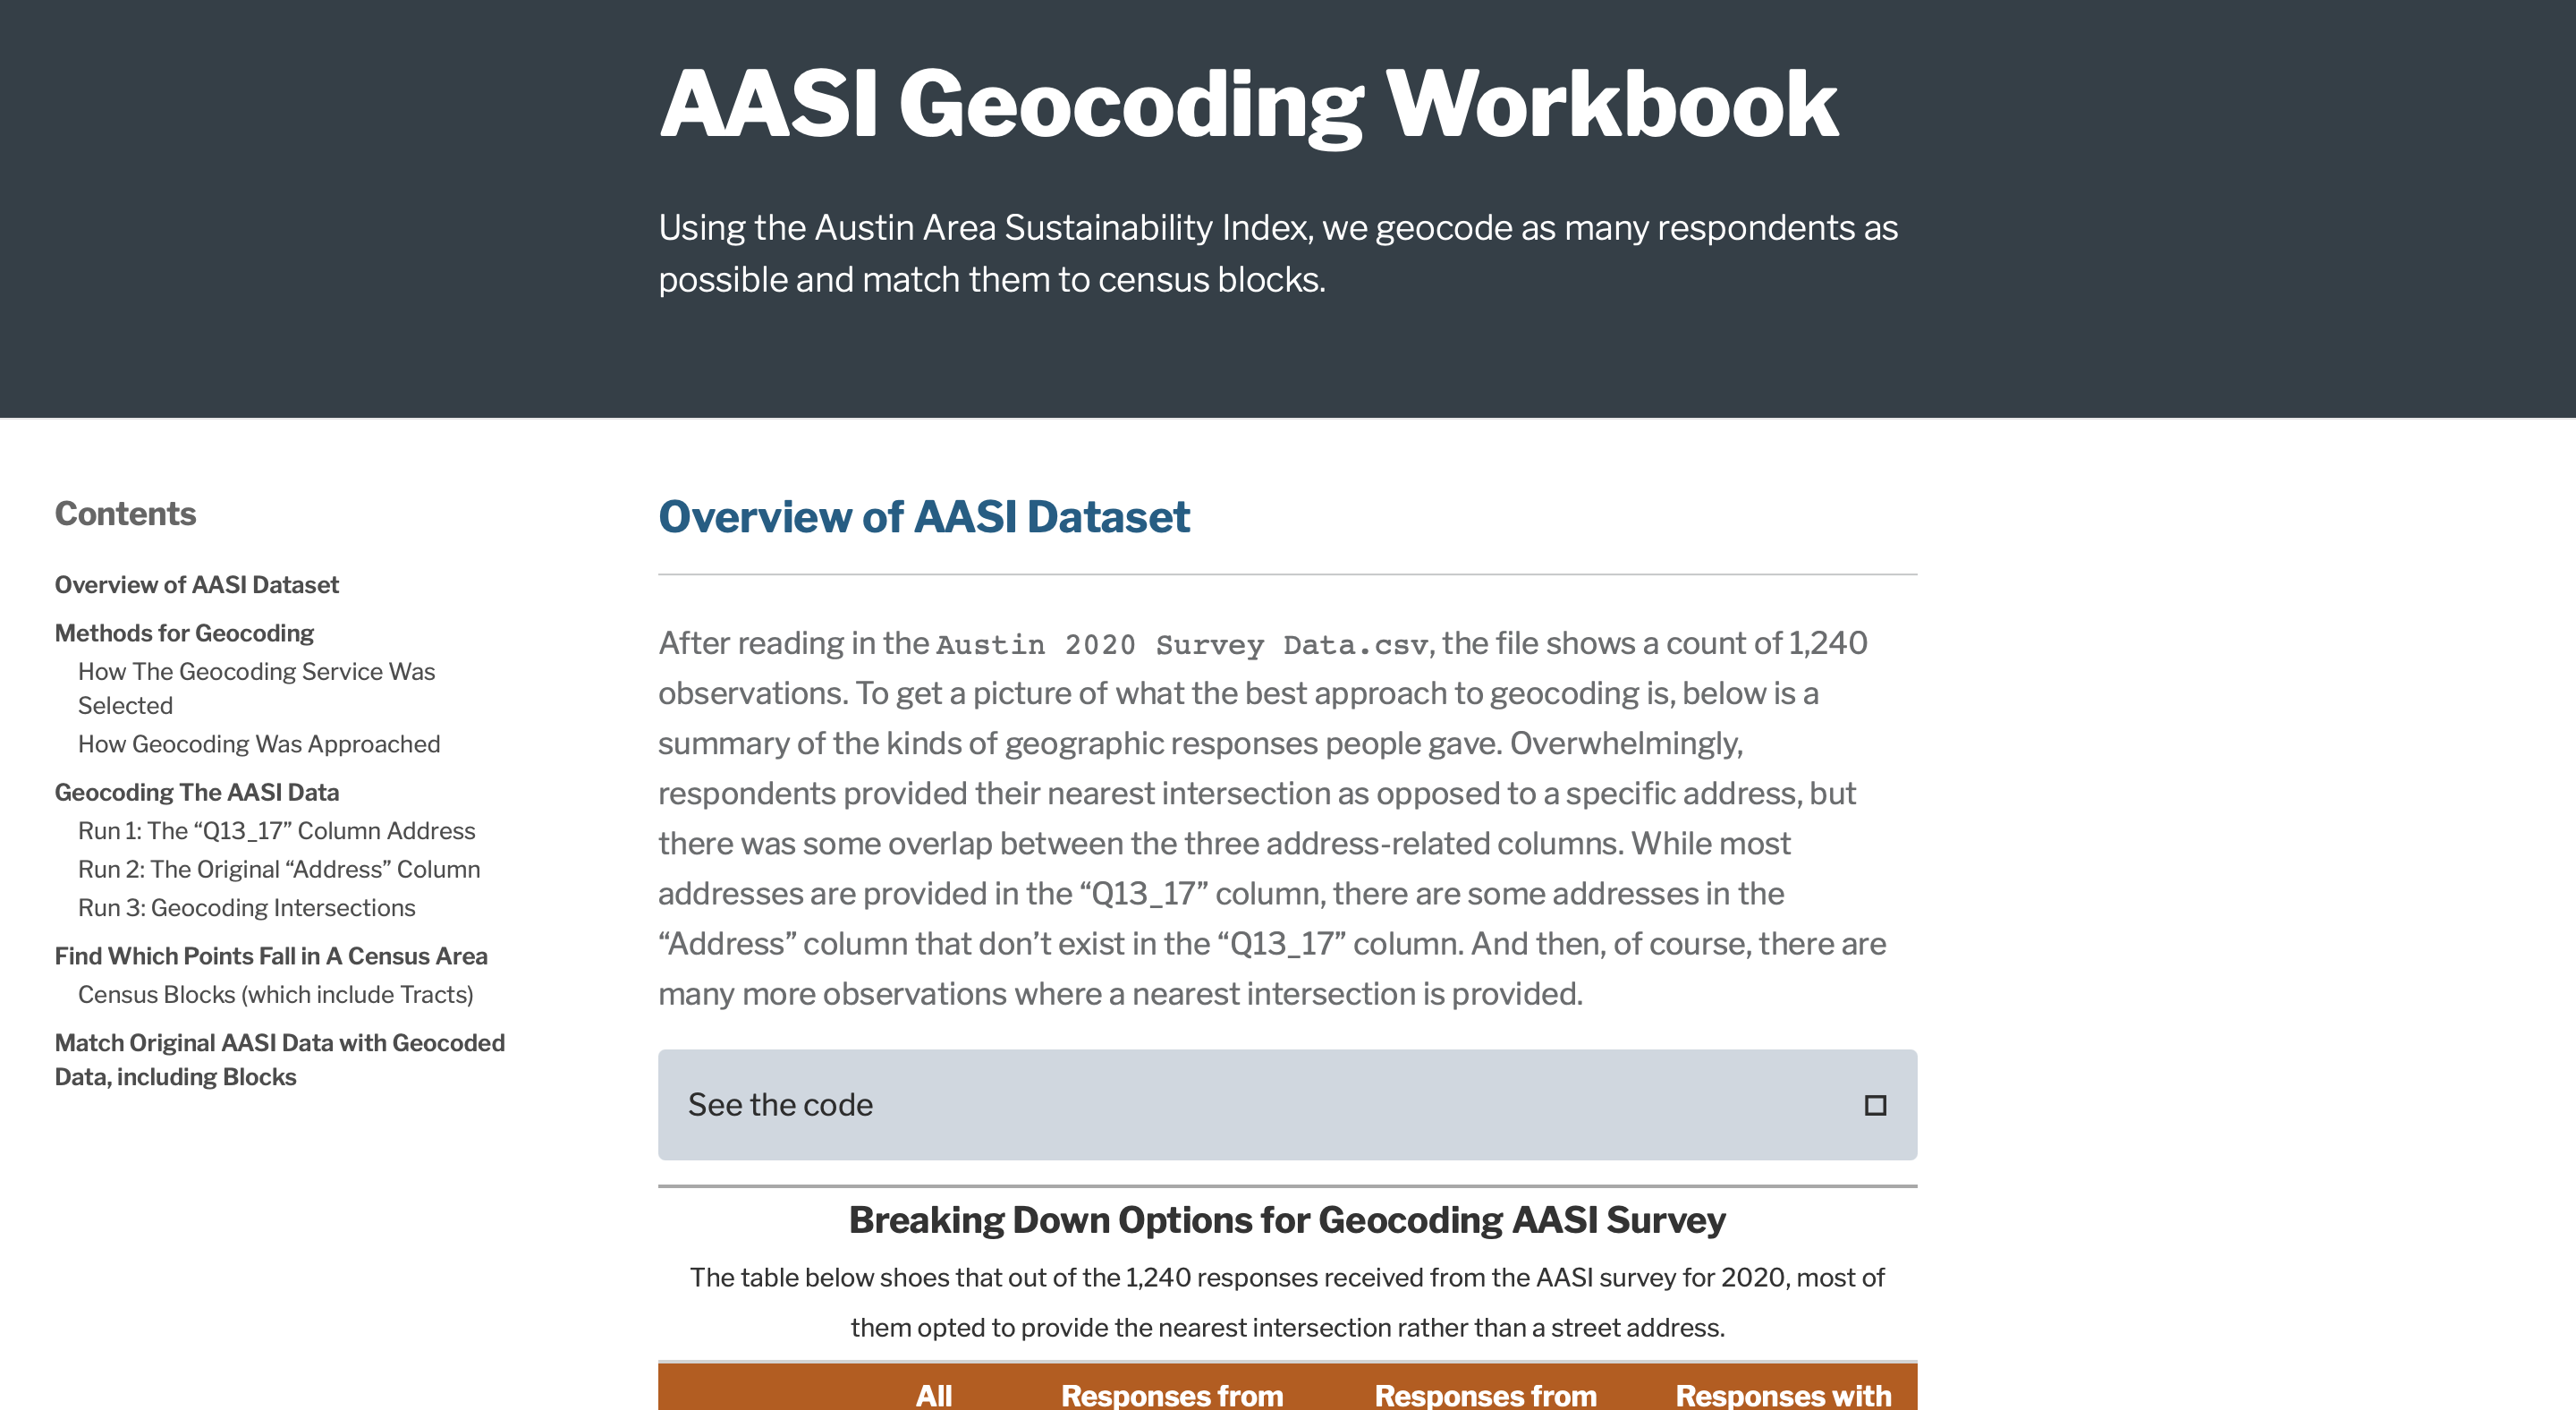 AASI Geocoding Workbook
Using the Austin Area Sustainability Index, we geocode as many respondents as
possible and match them to census blocks.
Contents
Overview of AASI Dataset
Methods for Geocoding
How The Geocoding Service Was
Selected
How Geocoding Was Approached
Geocoding The AASI Data
Run 1: The “Q13_17” Column Address
Run 2: The Original “Address” Column
Run 3: Geocoding Intersections
Find Which Points Fall in A Census Area
Census Blocks (which include Tracts)
Match Original AASI Data with Geocoded
Data, including Blocks
Overview of AASI Dataset
After reading in the Austin 2020 Survey Data.csv, the file shows a count of 1,240
observations. To get a picture of what the best approach to geocoding is, below is a
summary of the kinds of geographic responses people gave. Overwhelmingly,
respondents provided their nearest intersection as opposed to a specific address, but
there was some overlap between the three address-related columns. While most
addresses are provided in the “Q13_17” column, there are some addresses in the
“Address” column that don’t exist in the “Q13_17” column. And then, of course, there are
many more observations where a nearest intersection is provided.
See the code
Breaking Down Options for Geocoding AASI Survey
The table below shoes that out of the 1,240 responses received from the AASI survey for 2020, most of
them opted to provide the nearest intersection rather than a street address.
All Responses from Responses from Responses with